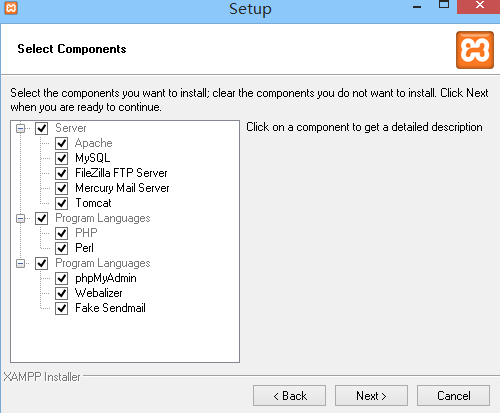 Setup
Select Components
Select the components you want to install; clear the components you do not want to install. Click Next
when you are ready to continue.
Server
Apache
MySQL
FileZilla FTP Server
Mercury Mail Server
Tomcat
Program Languages
PHP
Perl
Program Languages
phpMyAdmin
Webalizer
Fake Sendmail
Click on a component to get a detailed description
XAMPP Installer
< Back
Next >
Cancel